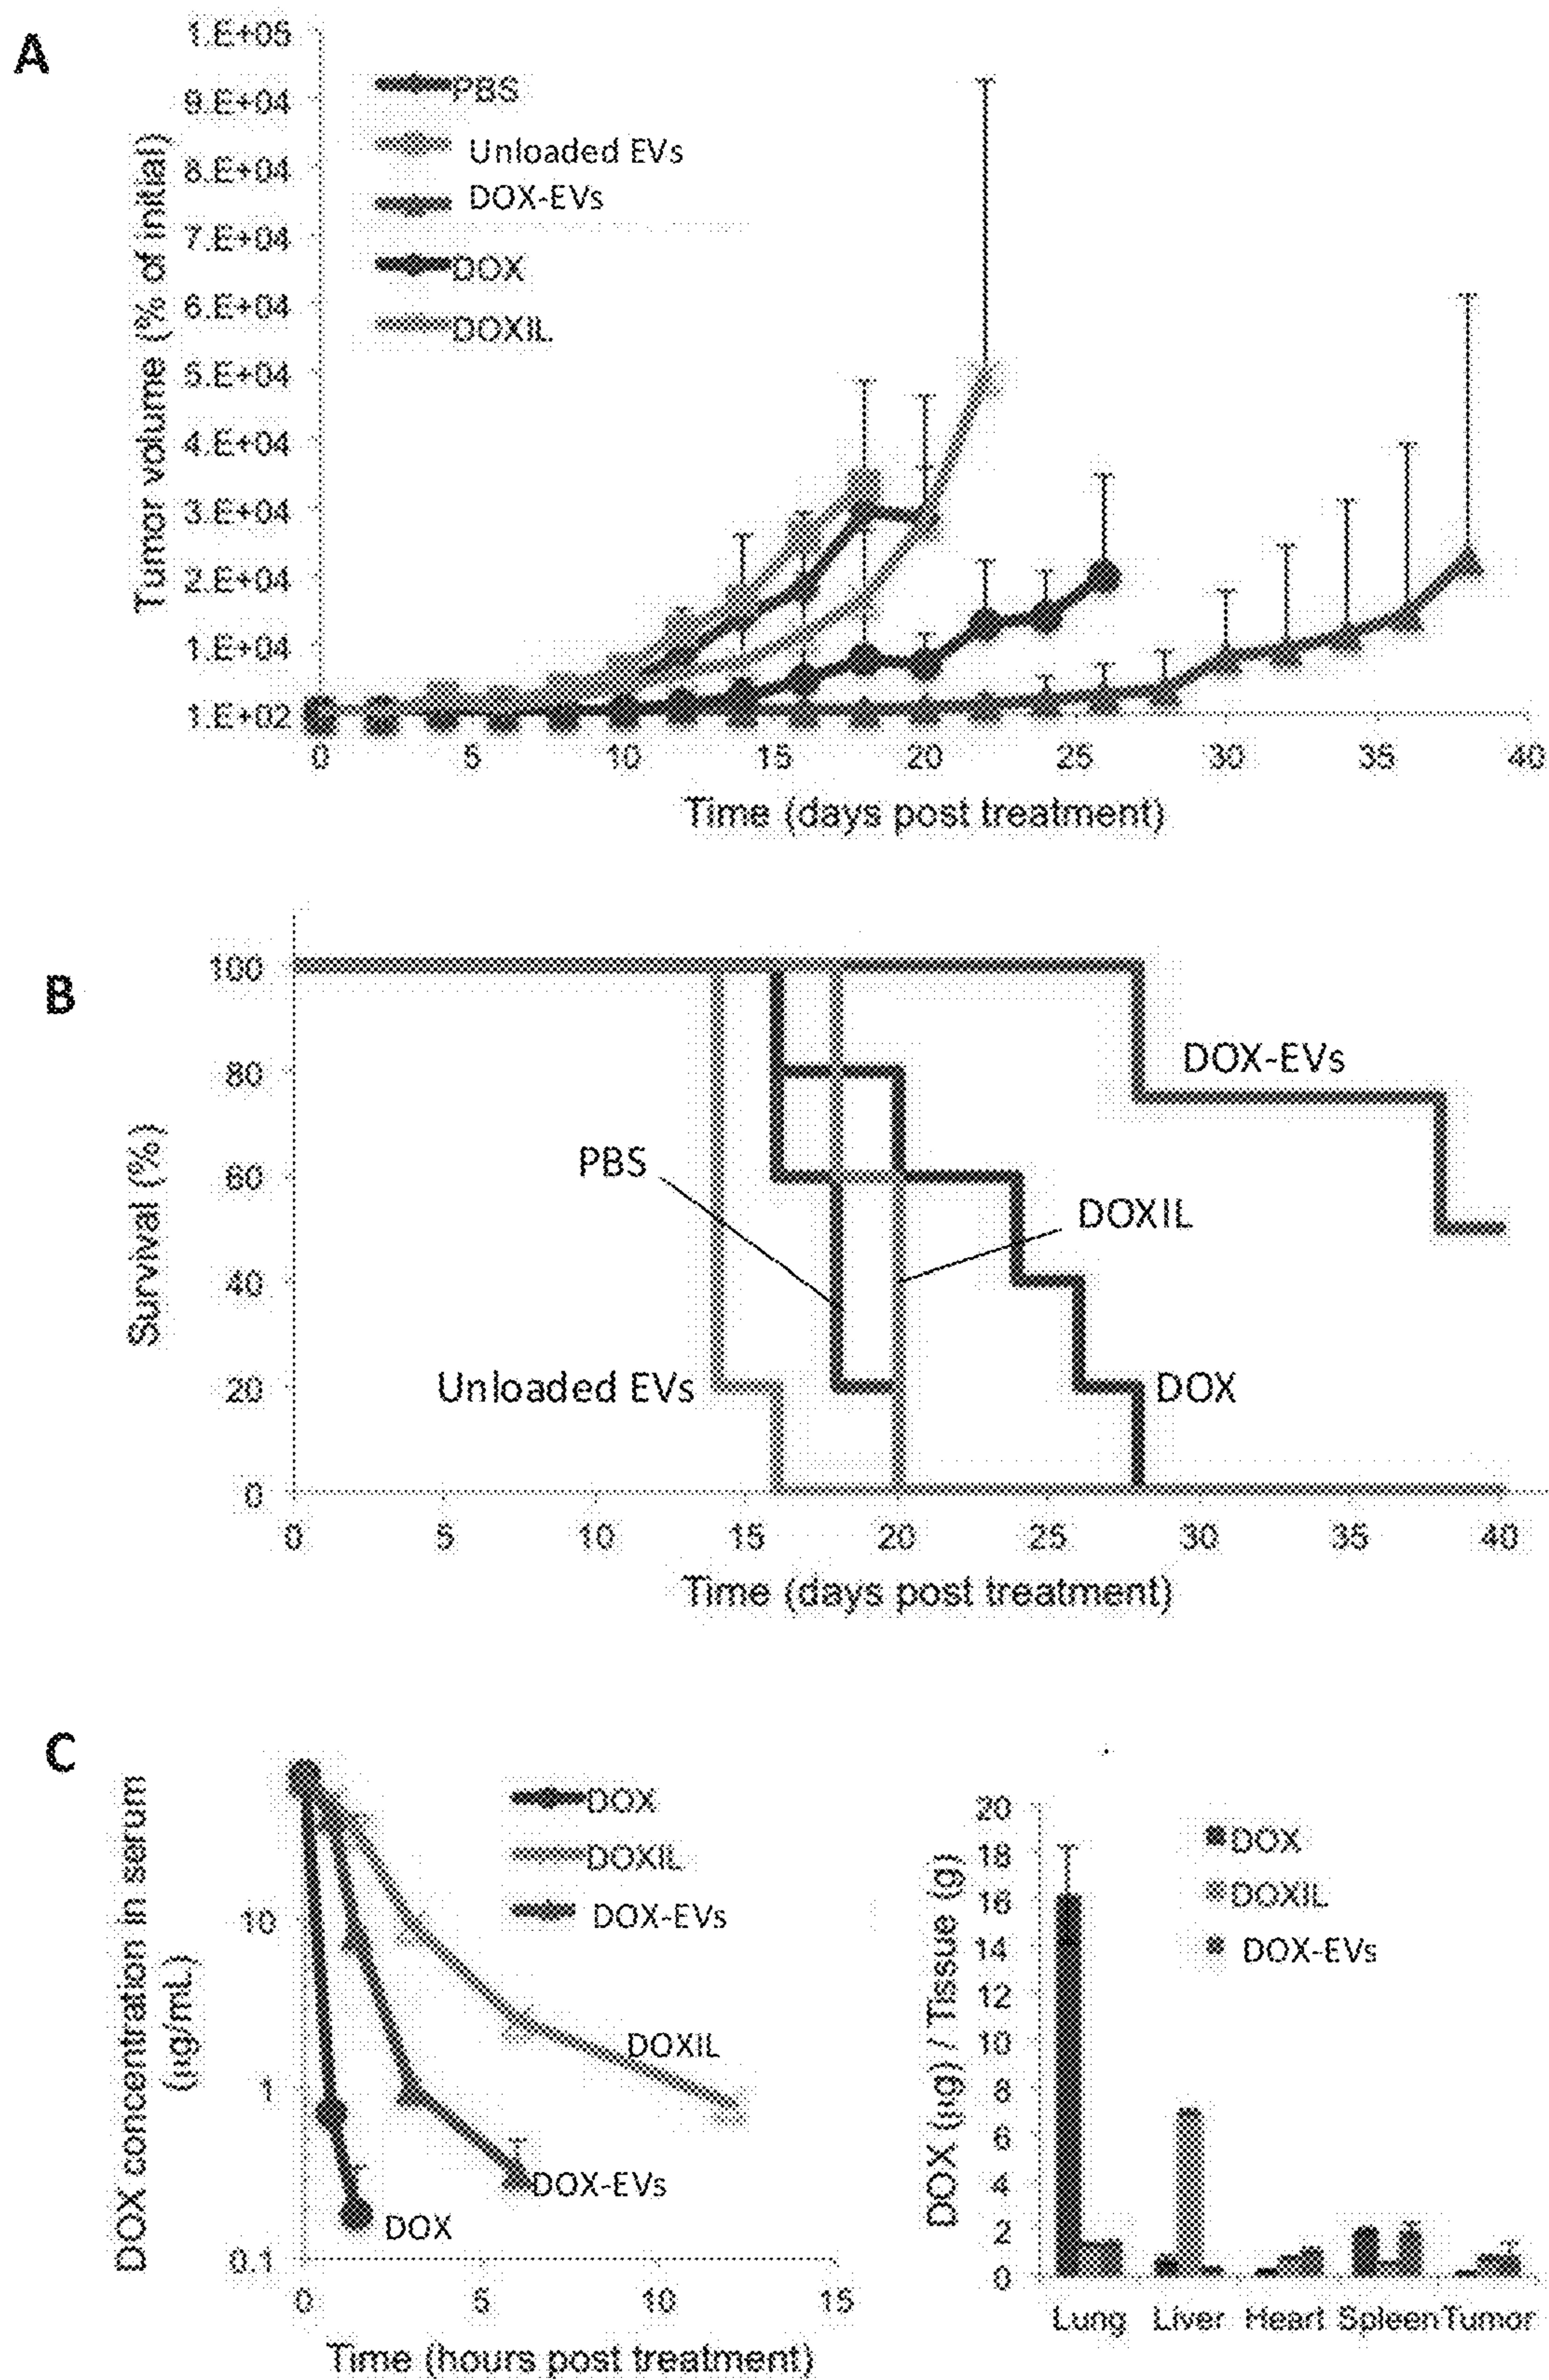 A
1.E+05
9.E+04
8.E+04
7.E+04
6.E+04
5.E+04
4.E+04
3.E+04
2.E+04
1.E+04
1.E+02
Tumor volume (% of initial)
PBS
Unloaded EVs
DOX-EVs
DOX
DOXIL
0 5 10 15 20 25 30 35 40
Time (days post treatment)
B
100
80
60
40
20
0
Survival (%)
DOX-EVs
PBS
DOXIL
Unloaded EVs
DOX
0 5 10 15 20 25 30 35 40
Time (days post treatment)
C
DOX concentration in serum
(µg/mL)
10
1
0.1
DOX
DOXIL
DOX-EVs
DOXIL
DOX-EVs
DOX
0 5 10 15
Time (hours post treatment)
DOX (µg) / Tissue (g)
20
18
16
14
12
10
8
6
4
2
0
DOX
DOXIL
DOX-EVs
Lung Liver Heart Spleen Tumor